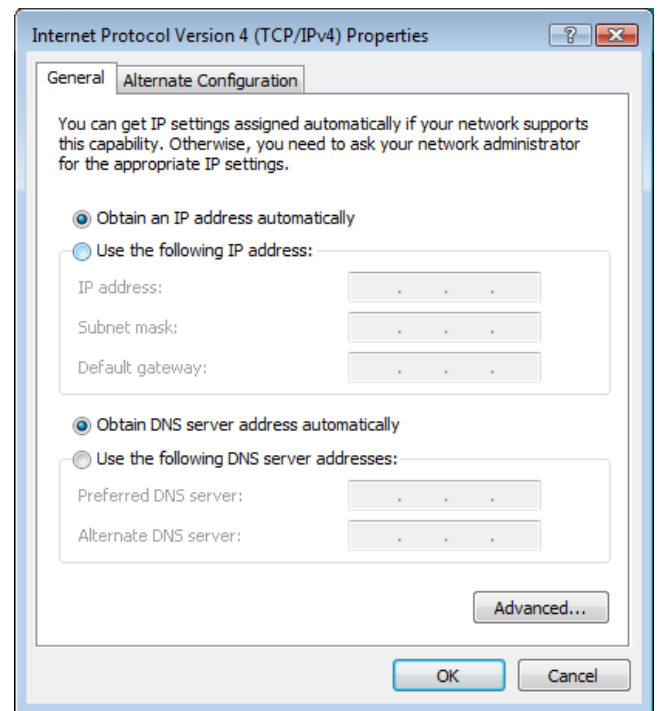 Internet Protocol Version 4 (TCP/IPv4) Properties
General
Alternate Configuration
You can get IP settings assigned automatically if your network supports
this capability. Otherwise, you need to ask your network administrator
for the appropriate IP settings.
Obtain an IP address automatically
Use the following IP address:
IP address:
Subnet mask:
Default gateway:
Obtain DNS server address automatically
Use the following DNS server addresses:
Preferred DNS server:
Alternate DNS server:
Advanced...
OK
Cancel